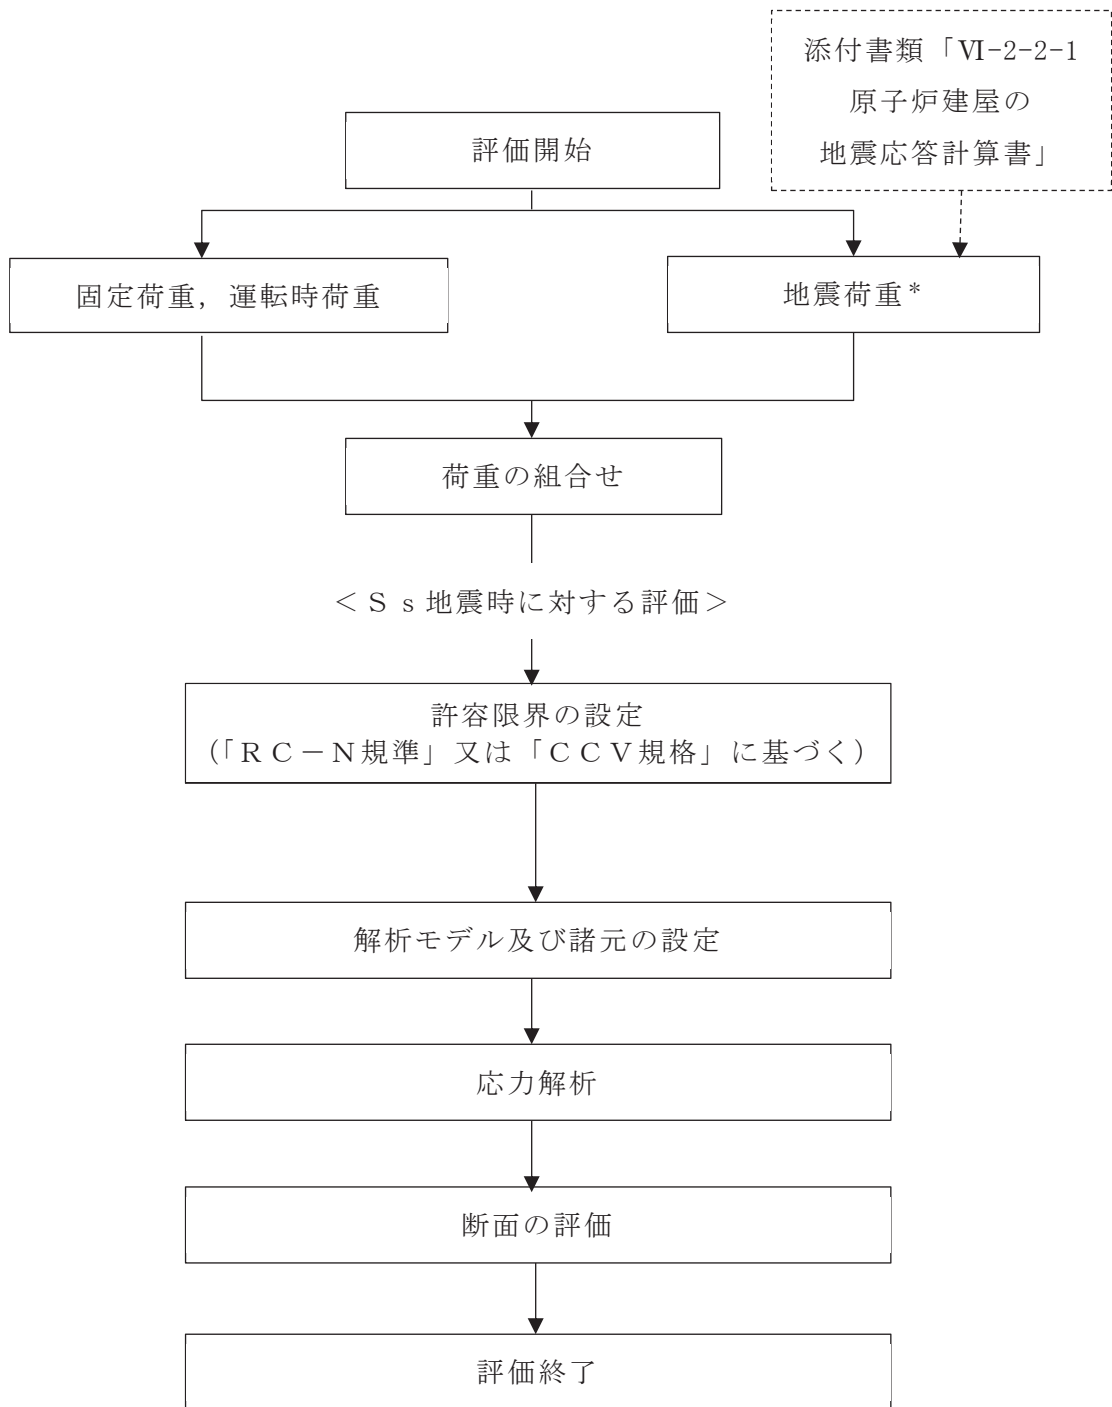 添付書類「Ⅵ-2-2-1
原子炉建屋の
地震応答計算書」
評価開始
固定荷重，運転時荷重
地震荷重*
荷重の組合せ
＜Ｓｓ地震時に対する評価＞
許容限界の設定
（「ＲＣ－Ｎ規準」又は「ＣＣＶ規格」に基づく）
解析モデル及び諸元の設定
応力解析
断面の評価
評価終了